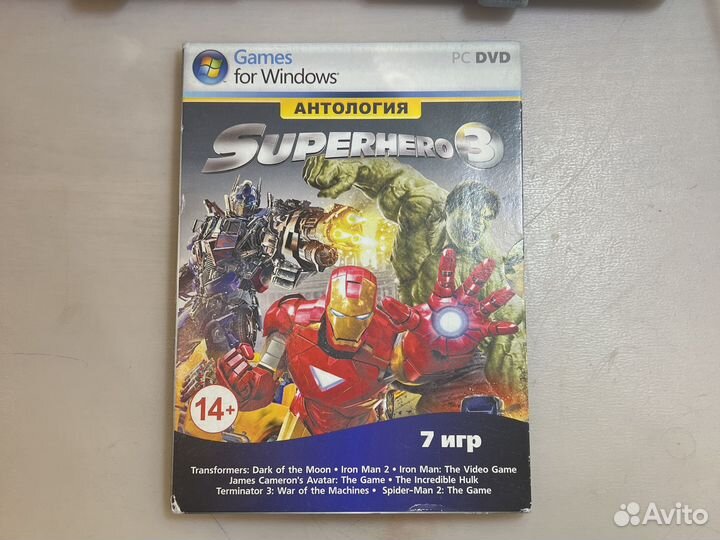 Games
for Windows®
PC DVD
АНТОЛОГИЯ
SUPERHERO 3
14+
7 игр
Transformers: Dark of the Moon • Iron Man 2 • Iron Man: The Video Game
James Cameron's Avatar: The Game • The Incredible Hulk
Terminator 3: War of the Machines • Spider-Man 2: The Game
Avito